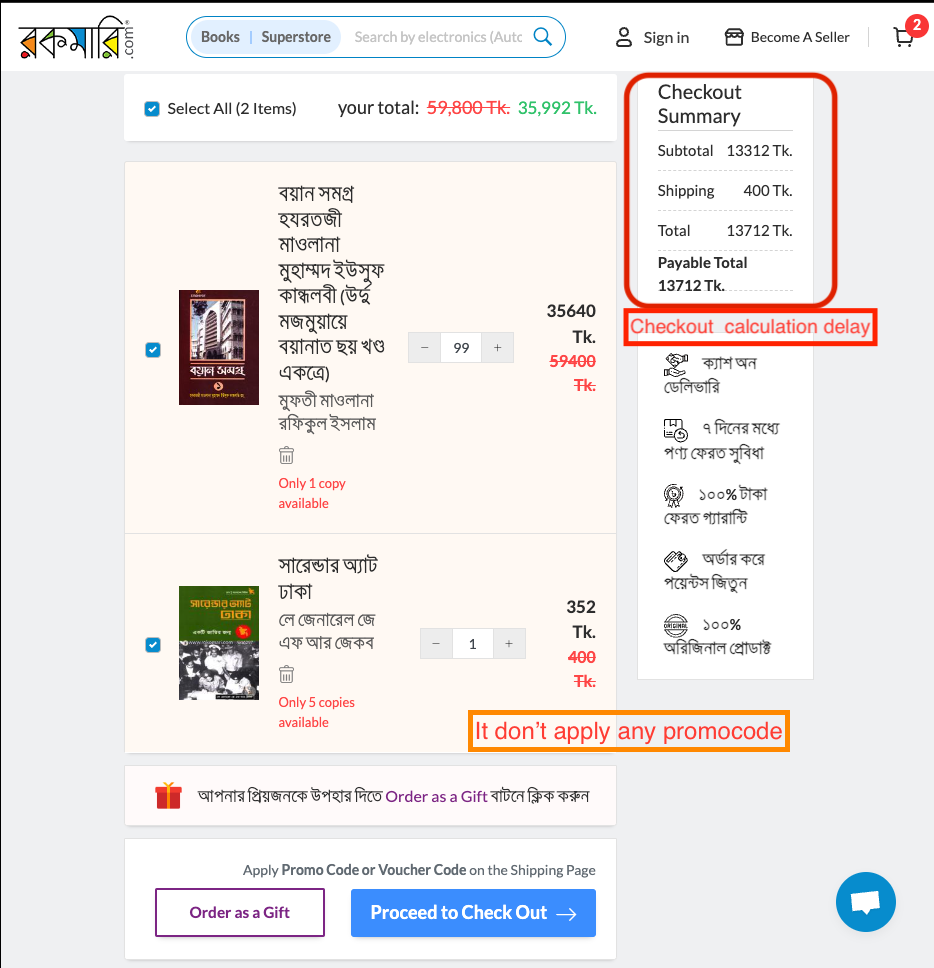 রকমারি.com
Books | Superstore
Search by electronics (Autc
Sign in
Become A Seller
2
Select All (2 Items)
your total: 59,800 Tk. 35,992 Tk.
বয়ান সমগ্র
হযরতজী
মাওলানা
মুহাম্মদ ইউসুফ
কান্ধলবী (উর্দু
মজমুয়ায়ে
বয়ানাত ছয় খণ্ড
একত্রে)
মুফতী মাওলানা
রফিকুল ইসলাম
Only 1 copy
available
বয়ান সমগ্র
− 99 +
35640
Tk.
59400
Tk.
সারেন্ডার অ্যাট
ঢাকা
লে জেনারেল জে
এফ আর জেকব
Only 5 copies
available
সারেন্ডার অ্যাট
ঢাকা
একটি জাতির জন্ম
− 1 +
352
Tk.
400
Tk.
It don't apply any promocode
আপনার প্রিয়জনকে উপহার দিতে Order as a Gift বাটনে ক্লিক করুন
Apply Promo Code or Voucher Code on the Shipping Page
Order as a Gift
Proceed to Check Out →
Checkout
Summary
Subtotal 13312 Tk.
Shipping 400 Tk.
Total 13712 Tk.
Payable Total
13712 Tk.
Checkout calculation delay
ক্যাশ অন
ডেলিভারি
৭ দিনের মধ্যে
পণ্য ফেরত সুবিধা
১০০% টাকা
ফেরত গ্যারান্টি
অর্ডার করে
পয়েন্টস জিতুন
ORIGINAL
১০০%
অরিজিনাল প্রোডাক্ট